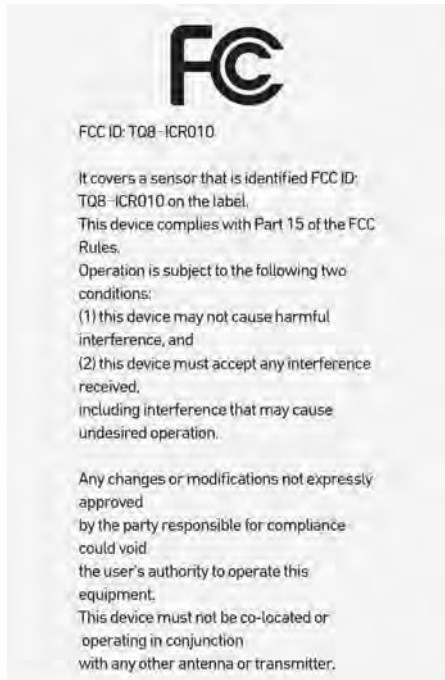 FC
FCC ID: TQ8-ICR010
It covers a sensor that is identified FCC ID:
TQ8-ICR010 on the label.
This device complies with Part 15 of the FCC
Rules.
Operation is subject to the following two
conditions:
(1) this device may not cause harmful
interference, and
(2) this device must accept any interference
received,
including interference that may cause
undesired operation.
Any changes or modifications not expressly
approved
by the party responsible for compliance
could void
the user's authority to operate this
equipment.
This device must not be co-located or
operating in conjunction
with any other antenna or transmitter.